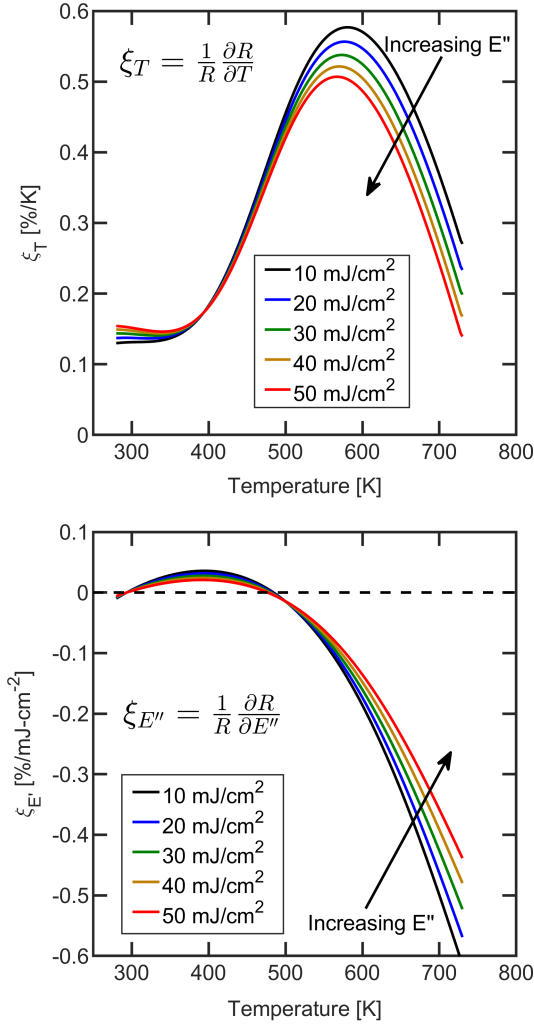 0.6
0.5
0.4
0.3
0.2
0.1
0
ξ_T [%/K]
ξ_T = 1/R ∂R/∂T
Increasing E"
10 mJ/cm²
20 mJ/cm²
30 mJ/cm²
40 mJ/cm²
50 mJ/cm²
300 400 500 600 700 800
Temperature [K]
0.1
0
-0.1
-0.2
-0.3
-0.4
-0.5
-0.6
ξ_E' [%/mJ-cm⁻²]
ξ_E″ = 1/R ∂R/∂E″
10 mJ/cm²
20 mJ/cm²
30 mJ/cm²
40 mJ/cm²
50 mJ/cm²
Increasing E"
300 400 500 600 700 800
Temperature [K]